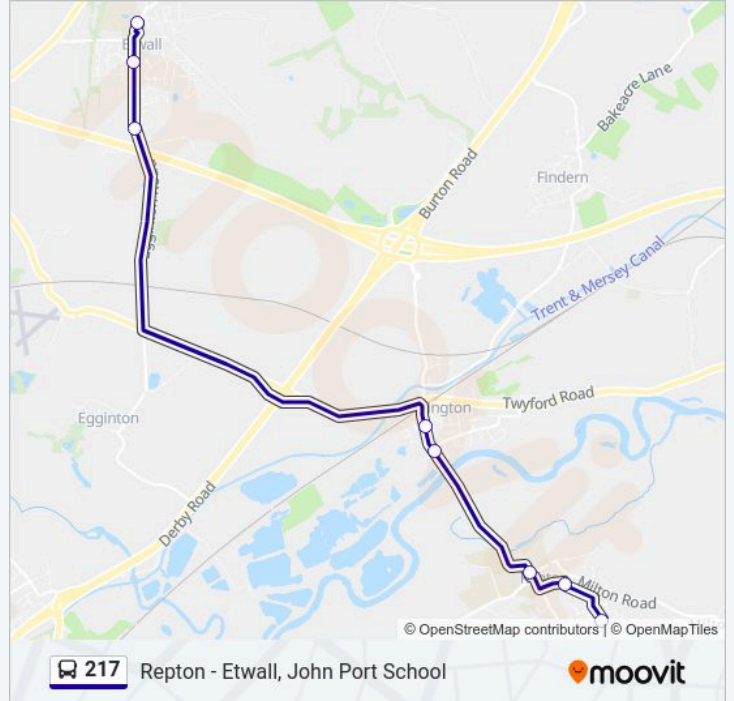 Etwall
Bakeacre Lane
Burton Road
Findern
Trent & Mersey Canal
Twyford Road
ington
Egginton
Derby Road
Milton Road
© OpenStreetMap contributors | © OpenMapTiles
217 Repton - Etwall, John Port School
moovit